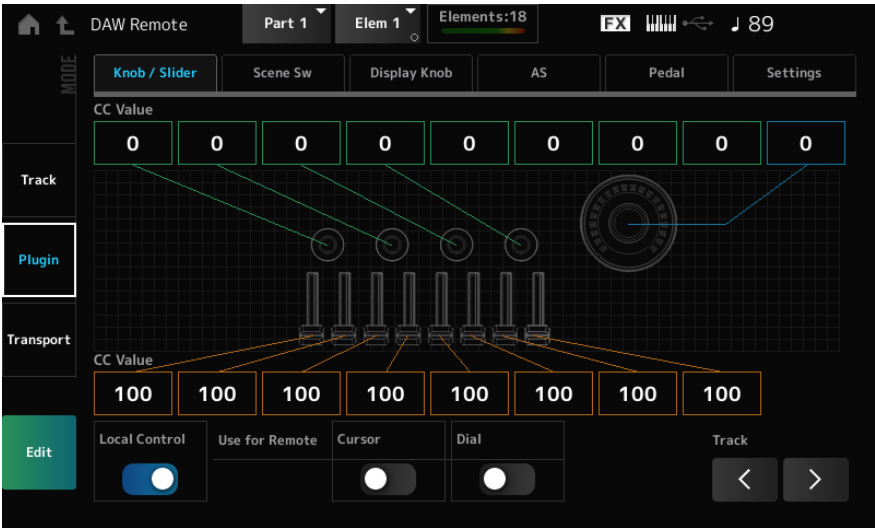 DAW Remote
Part 1
Elem 1
Elements:18
FX
♩ 89
MODE
Knob / Slider
Scene Sw
Display Knob
AS
Pedal
Settings
CC Value
0 0 0 0 0 0 0 0 0
Track
Plugin
Transport
CC Value
100 100 100 100 100 100 100 100
Edit
Local Control
Use for Remote
Cursor
Dial
Track